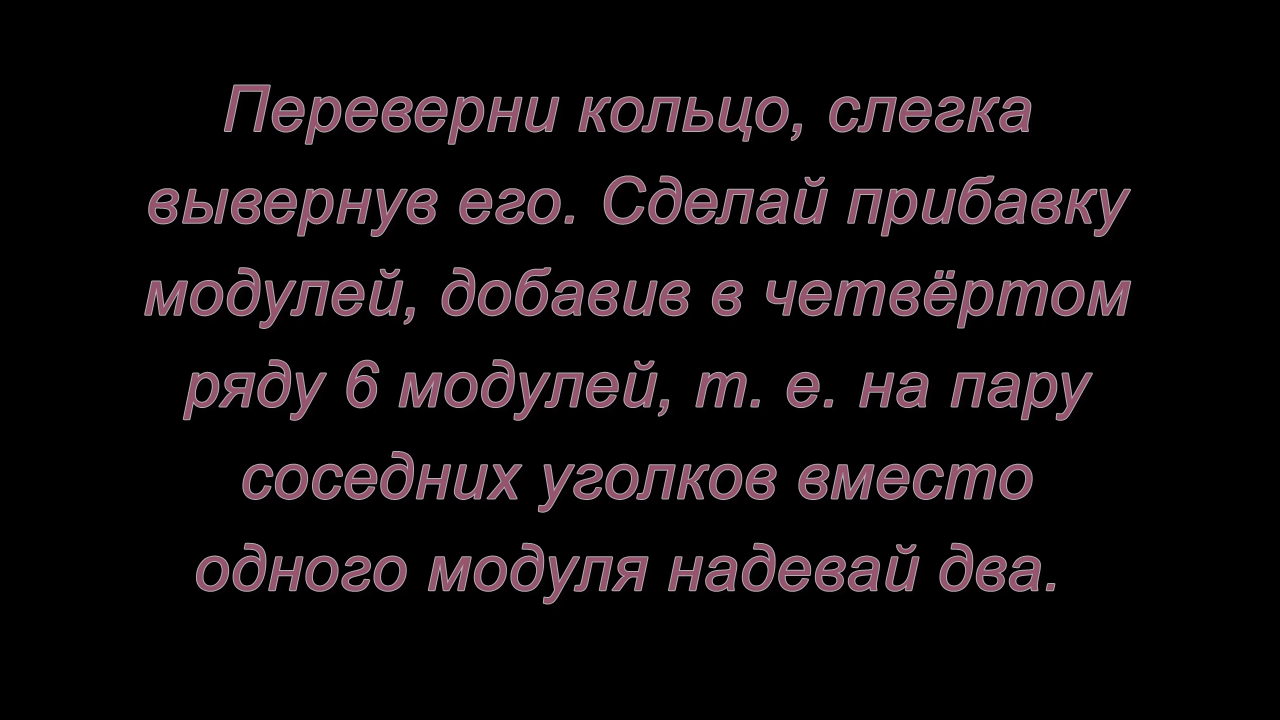 Переверни кольцо, слегка
вывернув его. Сделай прибавку
модулей, добавив в четвёртом
ряду 6 модулей, т. е. на пару
соседних уголков вместо
одного модуля надевай два.